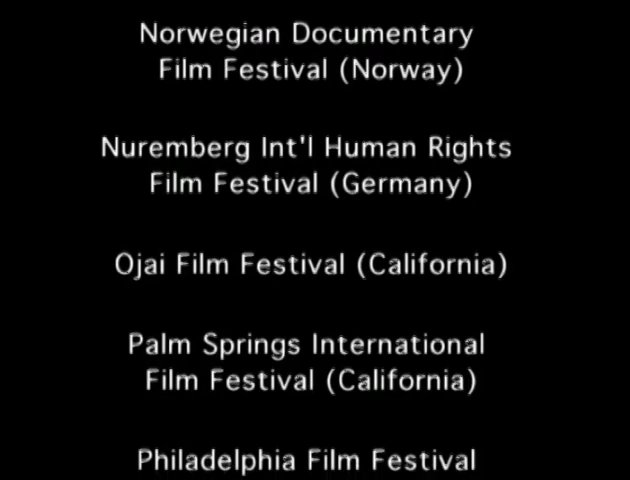 Norwegian Documentary
Film Festival (Norway)
Nuremberg Int'l Human Rights
Film Festival (Germany)
Ojai Film Festival (California)
Palm Springs International
Film Festival (California)
Philadelphia Film Festival